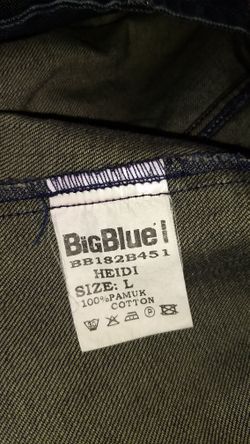 BigBlue
BB182B451
HEIDI
SIZE: L
100%PAMUK
COTTON
P